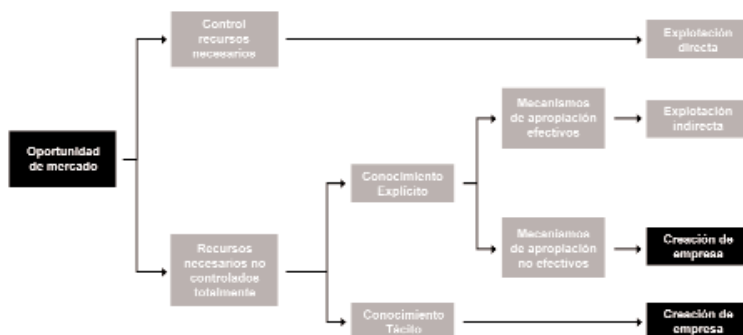 Control
recursos
necesarios
Explotación
directa
Mecanismos
de apropiación
efectivos
Explotación
indirecta
Oportunidad
de mercado
Conocimiento
Explícito
Recursos
necesarios no
controlados
totalmente
Mecanismos
de apropiación
no efectivos
Creación de
empresa
Conocimiento
Tácito
Creación de
empresa